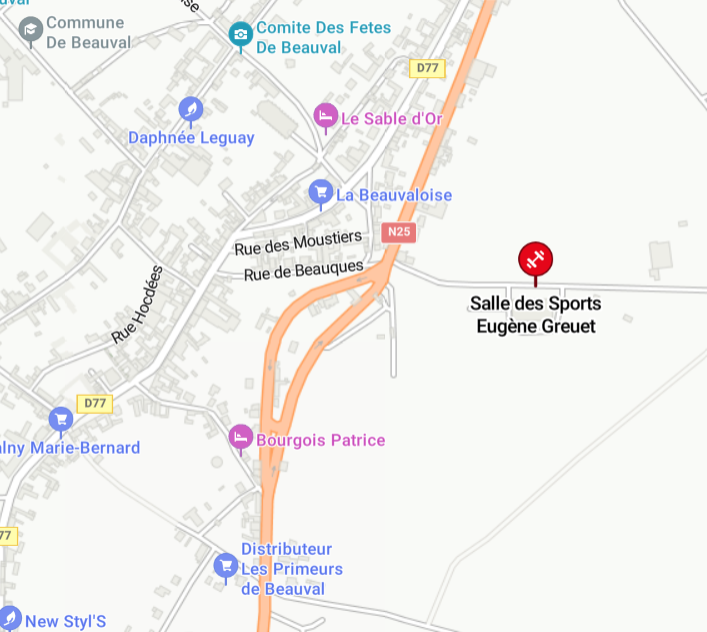 Commune
De Beauval
Comite Des Fetes
De Beauval
D77
Le Sable d'Or
Daphnée Leguay
La Beauvaloise
N25
Rue des Moustiers
Rue de Beauques
Rue Hocdées
Salle des Sports
Eugène Greuet
D77
Marie-Bernard
Bourgois Patrice
77
Distributeur
Les Primeurs
de Beauval
New Styl'S